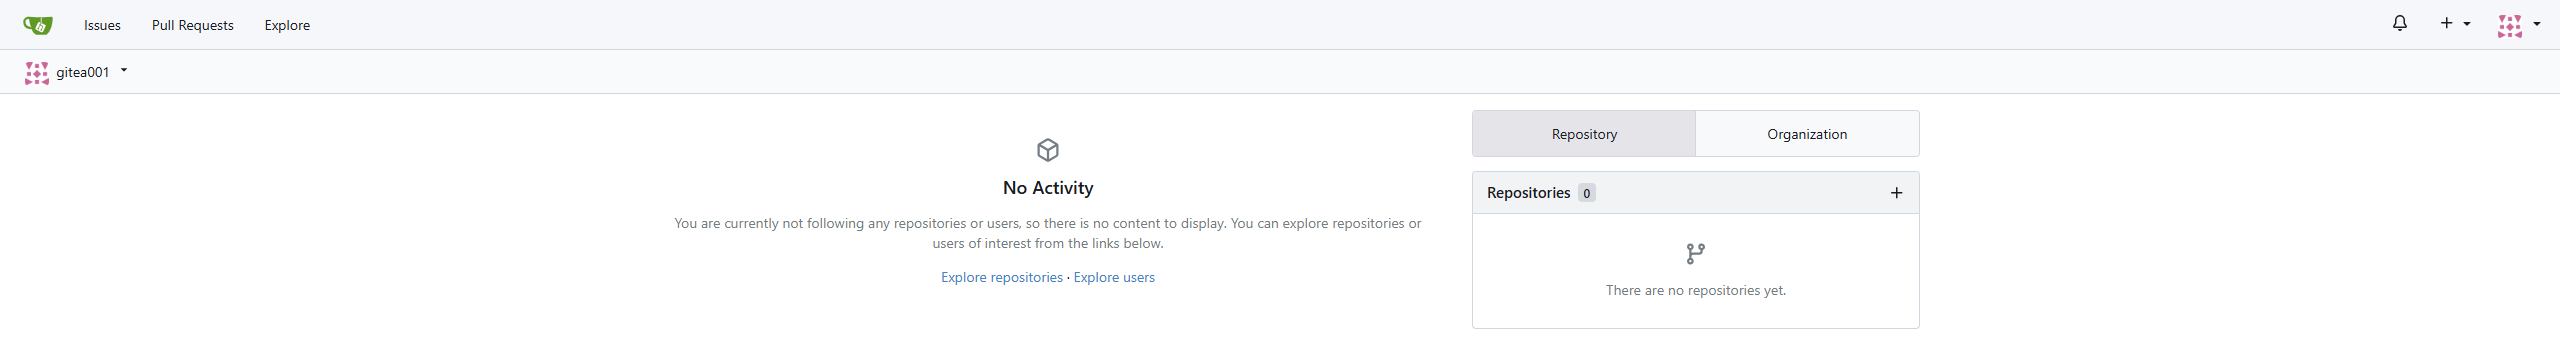 Issues Pull Requests Explore
gitea001
Repository Organization
No Activity
You are currently not following any repositories or users, so there is no content to display. You can explore repositories or
users of interest from the links below.
Explore repositories · Explore users
Repositories 0
There are no repositories yet.